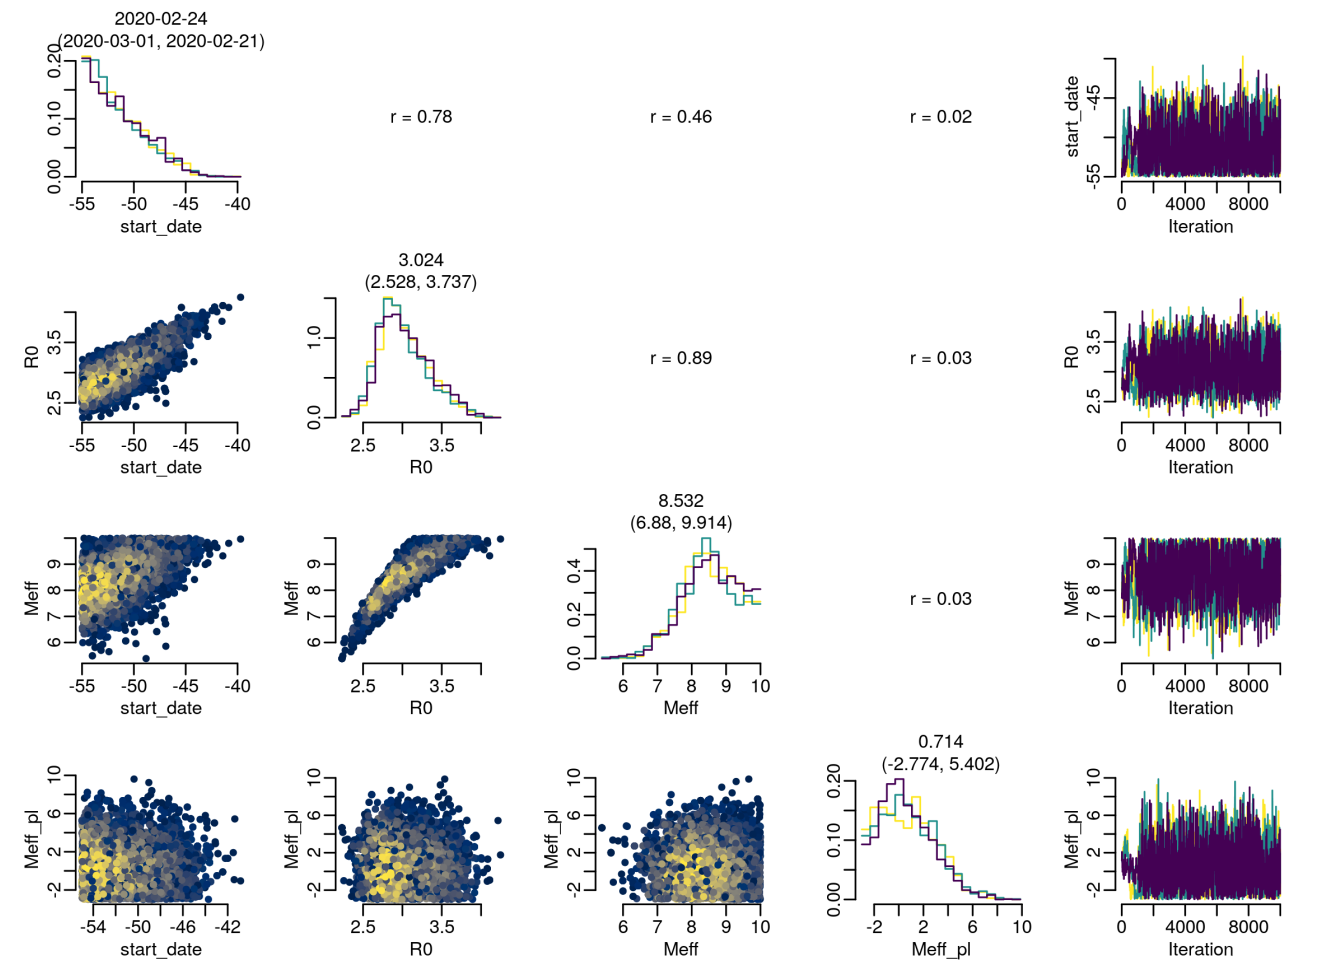 2020-02-24
(2020-03-01, 2020-02-21)
0.00 0.10 0.20
-55 -50 -45 -40
start_date
r = 0.78
r = 0.46
r = 0.02
start_date
-55 -45
0 4000 8000
Iteration
R0
2.5 3.5
-55 -50 -45 -40
start_date
3.024
(2.528, 3.737)
0.0 1.0
2.5 3.5
R0
r = 0.89
r = 0.03
R0
2.5 3.5
0 4000 8000
Iteration
Meff
6 7 8 9
-55 -50 -45 -40
start_date
Meff
6 7 8 9
2.5 3.5
R0
8.532
(6.88, 9.914)
0.0 0.2 0.4
6 7 8 9 10
Meff
r = 0.03
Meff
6 7 8 9
0 4000 8000
Iteration
Meff_pl
-2 2 6 10
-54 -50 -46 -42
start_date
Meff_pl
-2 2 6 10
2.5 3.5
R0
Meff_pl
-2 2 6 10
6 7 8 9 10
Meff
0.714
(-2.774, 5.402)
0.00 0.10 0.20
-2 2 6 10
Meff_pl
Meff_pl
-2 2 6 10
0 4000 8000
Iteration